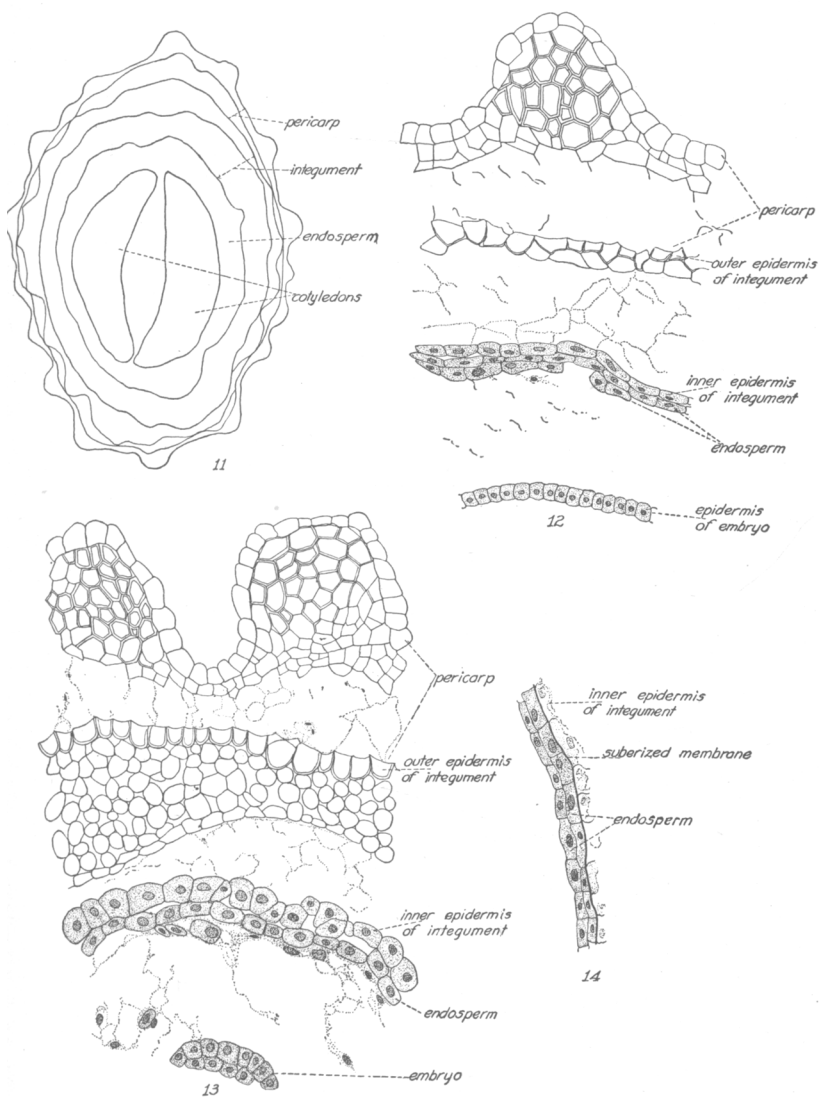 pericarp
integument
endosperm
cotyledons
11
pericarp
outer epidermis
of integument
inner epidermis
of integument
endosperm
epidermis
of embryo
12
pericarp
outer epidermis
of integument
inner epidermis
of integument
endosperm
embryo
13
inner epidermis
of integument
suberized membrane
endosperm
14